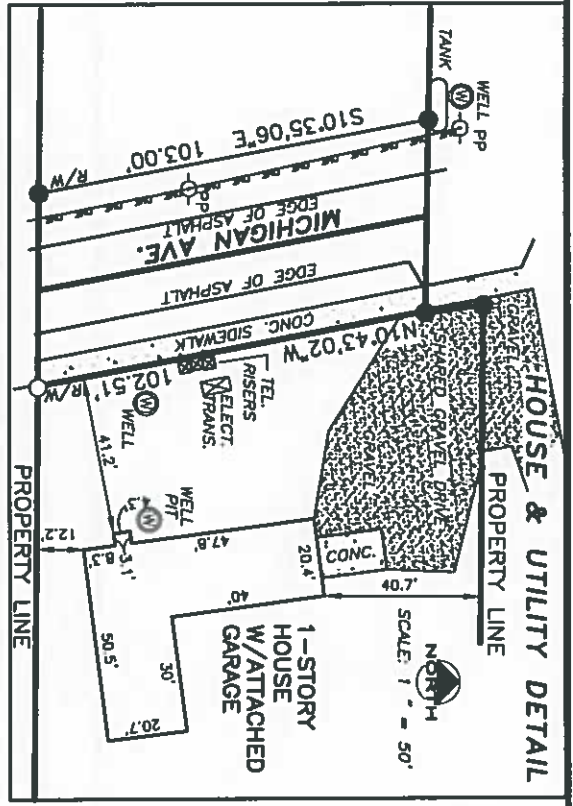 HOUSE & UTILITY DETAIL
NORTH
SCALE: 1 " = 50'
PROPERTY LINE
GRAVEL
SHARED GRAVEL DRIVE
GRAVEL
CONC.
40.7'
20.4'
47.8'
40'
1-STORY
HOUSE
W/ATTACHED
GARAGE
30'
20.7'
50.5'
8.3'
3.1'
12.2'
WELL
PIT
W
41.2'
WELL
W
TEL.
RISERS
ELECT.
TRANS.
N10°43'02"W
102.51'
R/W
CONC. SIDEWALK
EDGE OF ASPHALT
MICHIGAN AVE.
EDGE OF ASPHALT
PP
S10°35'06"E
103.00'
R/W
TANK
WELL
W
PP
PROPERTY LINE